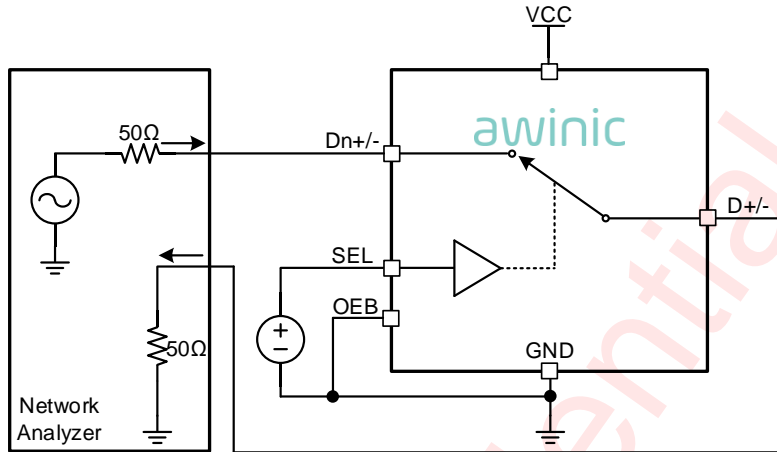 VCC
50Ω
Dn+/-
awinic
D+/-
SEL
OEB
50Ω
GND
Network
Analyzer